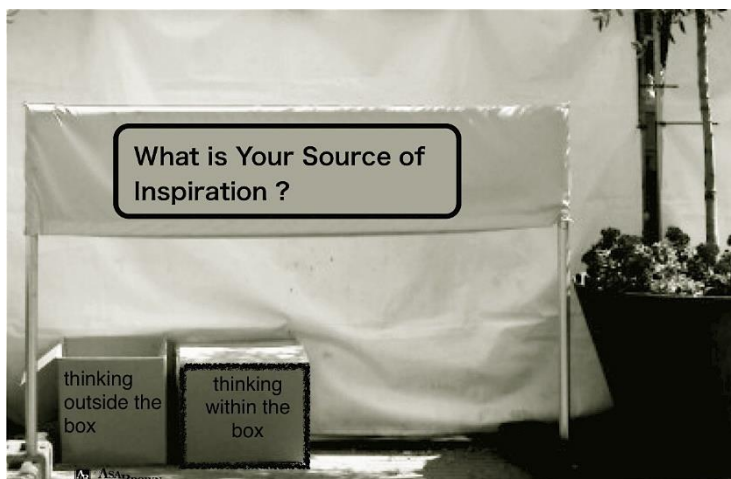 What is Your Source of
Inspiration ?
thinking
outside the
box
thinking
within the
box